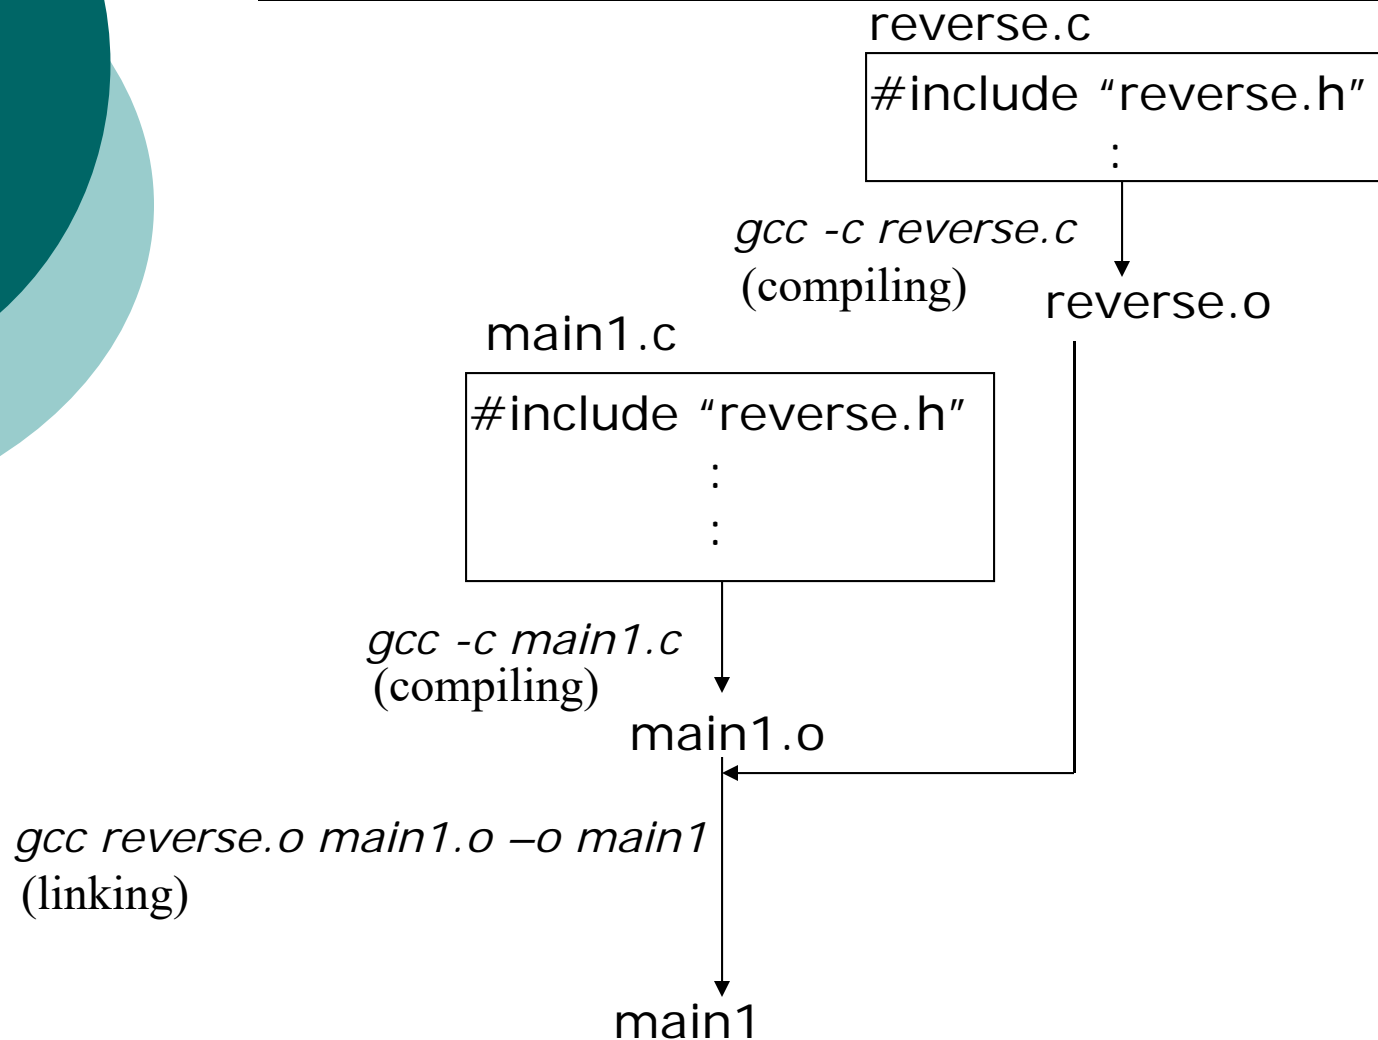 reverse.c
#include “reverse.h”
:
gcc -c reverse.c
(compiling)
reverse.o
main1.c
#include “reverse.h”
:
:
gcc -c main1.c
(compiling)
main1.o
gcc reverse.o main1.o –o main1
(linking)
main1